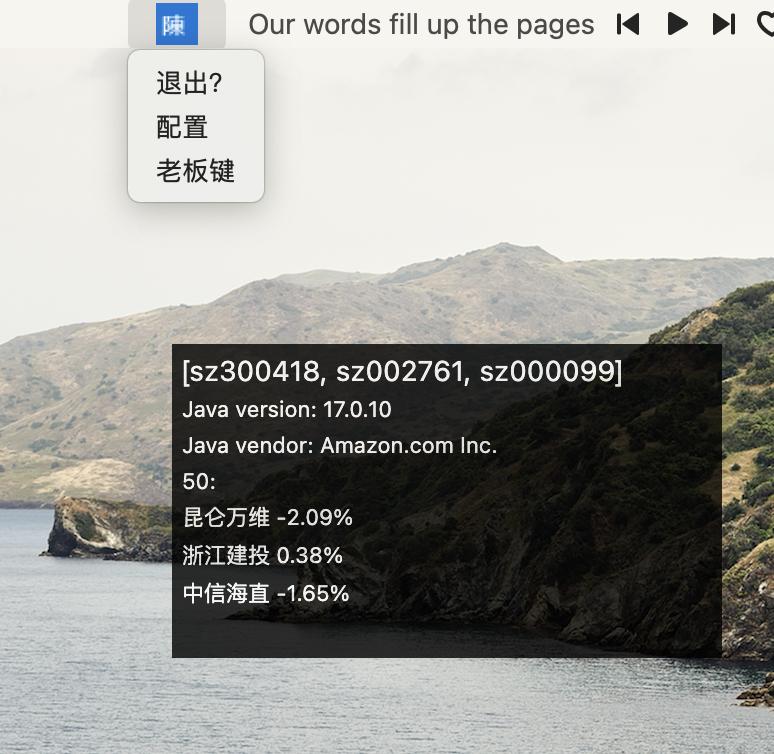 陳
Our words fill up the pages
退出?
配置
老板键
[sz300418, sz002761, sz000099]
Java version: 17.0.10
Java vendor: Amazon.com Inc.
50:
昆仑万维 -2.09%
浙江建投 0.38%
中信海直 -1.65%